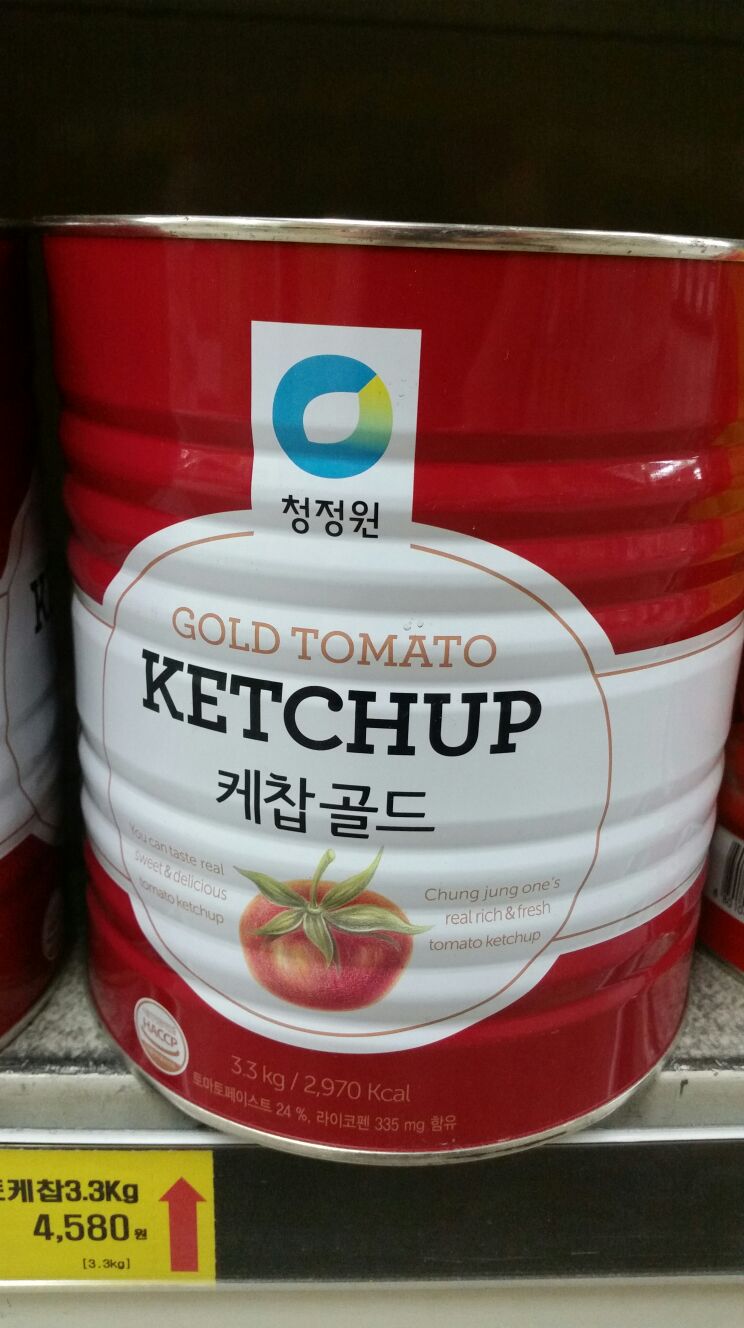 청정원
GOLD TOMATO
KETCHUP
케찹골드
You can taste real
sweet & delicious
tomato ketchup
Chung jung one's
real rich & fresh
tomato ketchup
HACCP
3.3 kg / 2,970 Kcal
토마토페이스트 24 %, 라이코펜 335 mg 함유
케찹3.3Kg
4,580원
[3.3kg]